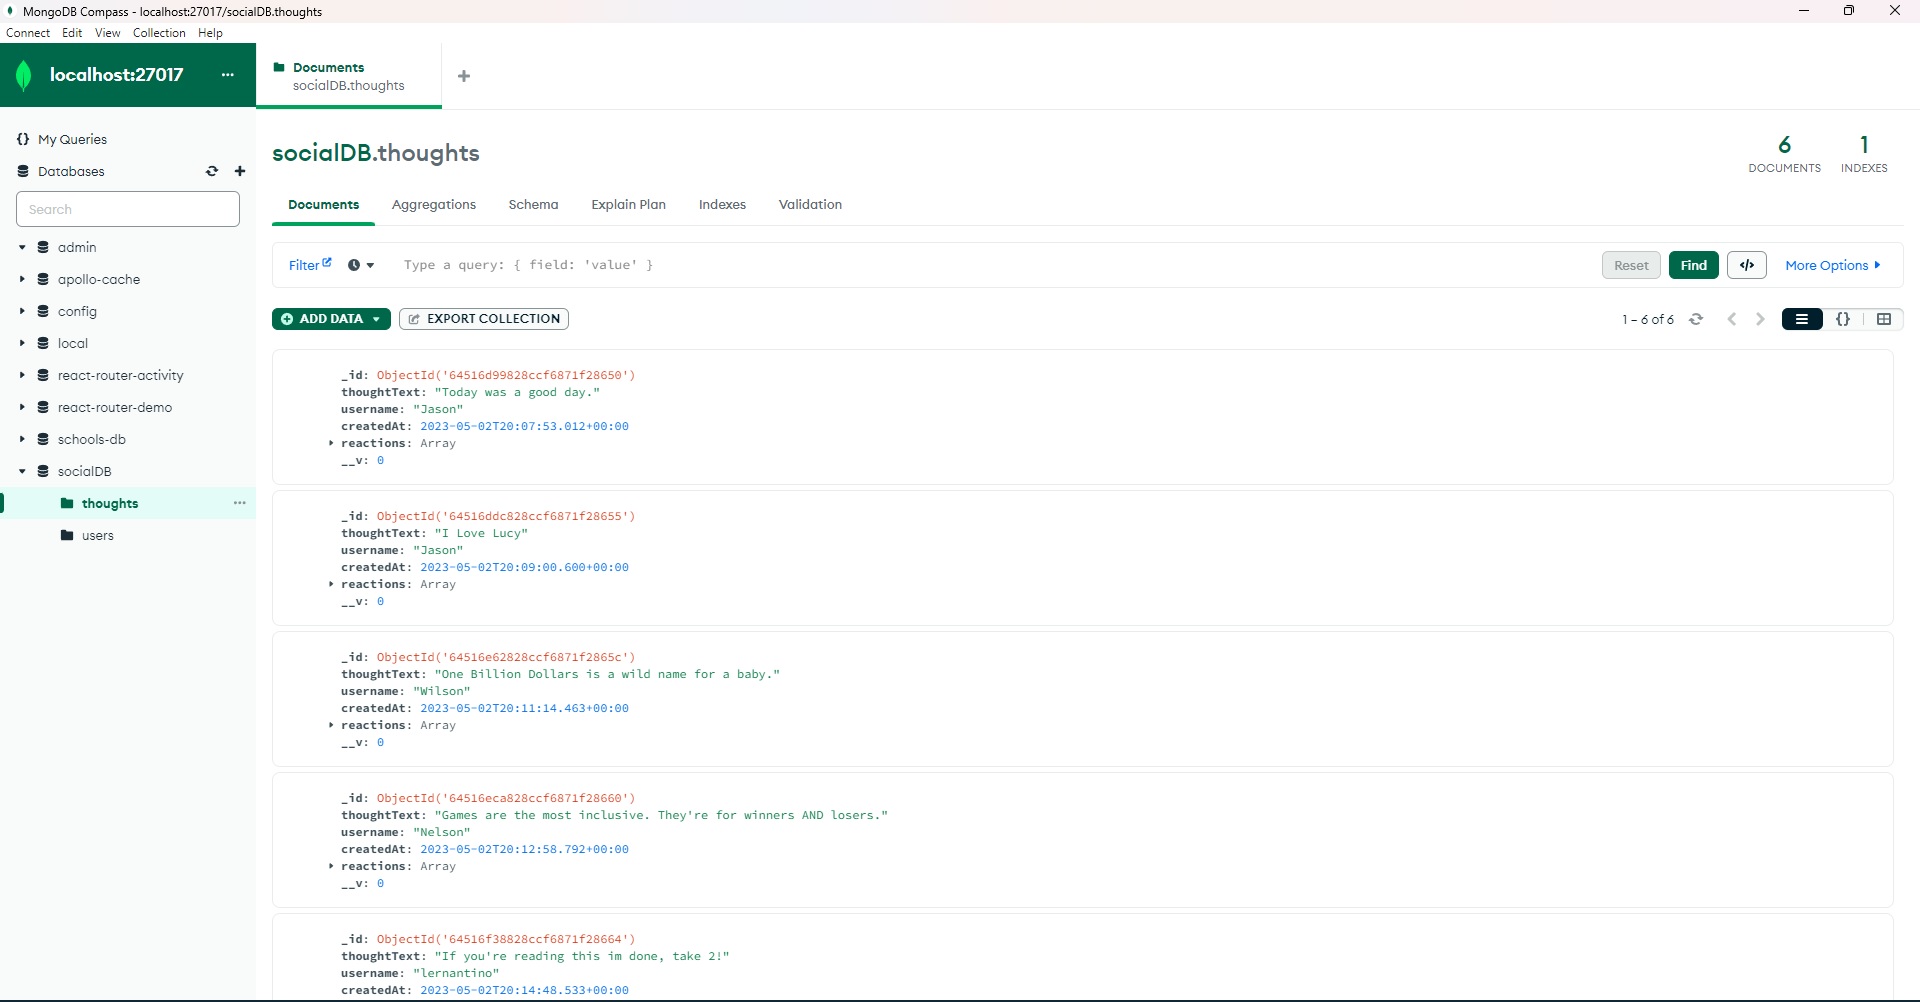 MongoDB Compass - localhost:27017/socialDB.thoughts
Connect Edit View Collection Help
localhost:27017
Documents
socialDB.thoughts
{} My Queries
Databases
Search
admin
apollo-cache
config
local
react-router-activity
react-router-demo
schools-db
socialDB
thoughts
users
socialDB.thoughts
6
DOCUMENTS
1
INDEXES
Documents Aggregations Schema Explain Plan Indexes Validation
Filter Type a query: { field: 'value' } Reset Find </> More Options
ADD DATA EXPORT COLLECTION 1 – 6 of 6 {}
_id: ObjectId('64516d99828ccf6871f28650')
thoughtText: "Today was a good day."
username: "Jason"
createdAt: 2023-05-02T20:07:53.012+00:00
reactions: Array
__v: 0
_id: ObjectId('64516ddc828ccf6871f28655')
thoughtText: "I Love Lucy"
username: "Jason"
createdAt: 2023-05-02T20:09:00.600+00:00
reactions: Array
__v: 0
_id: ObjectId('64516e62828ccf6871f2865c')
thoughtText: "One Billion Dollars is a wild name for a baby."
username: "Wilson"
createdAt: 2023-05-02T20:11:14.463+00:00
reactions: Array
__v: 0
_id: ObjectId('64516eca828ccf6871f28660')
thoughtText: "Games are the most inclusive. They're for winners AND losers."
username: "Nelson"
createdAt: 2023-05-02T20:12:58.792+00:00
reactions: Array
__v: 0
_id: ObjectId('64516f38828ccf6871f28664')
thoughtText: "If you're reading this im done, take 2!"
username: "lernantino"
createdAt: 2023-05-02T20:14:48.533+00:00